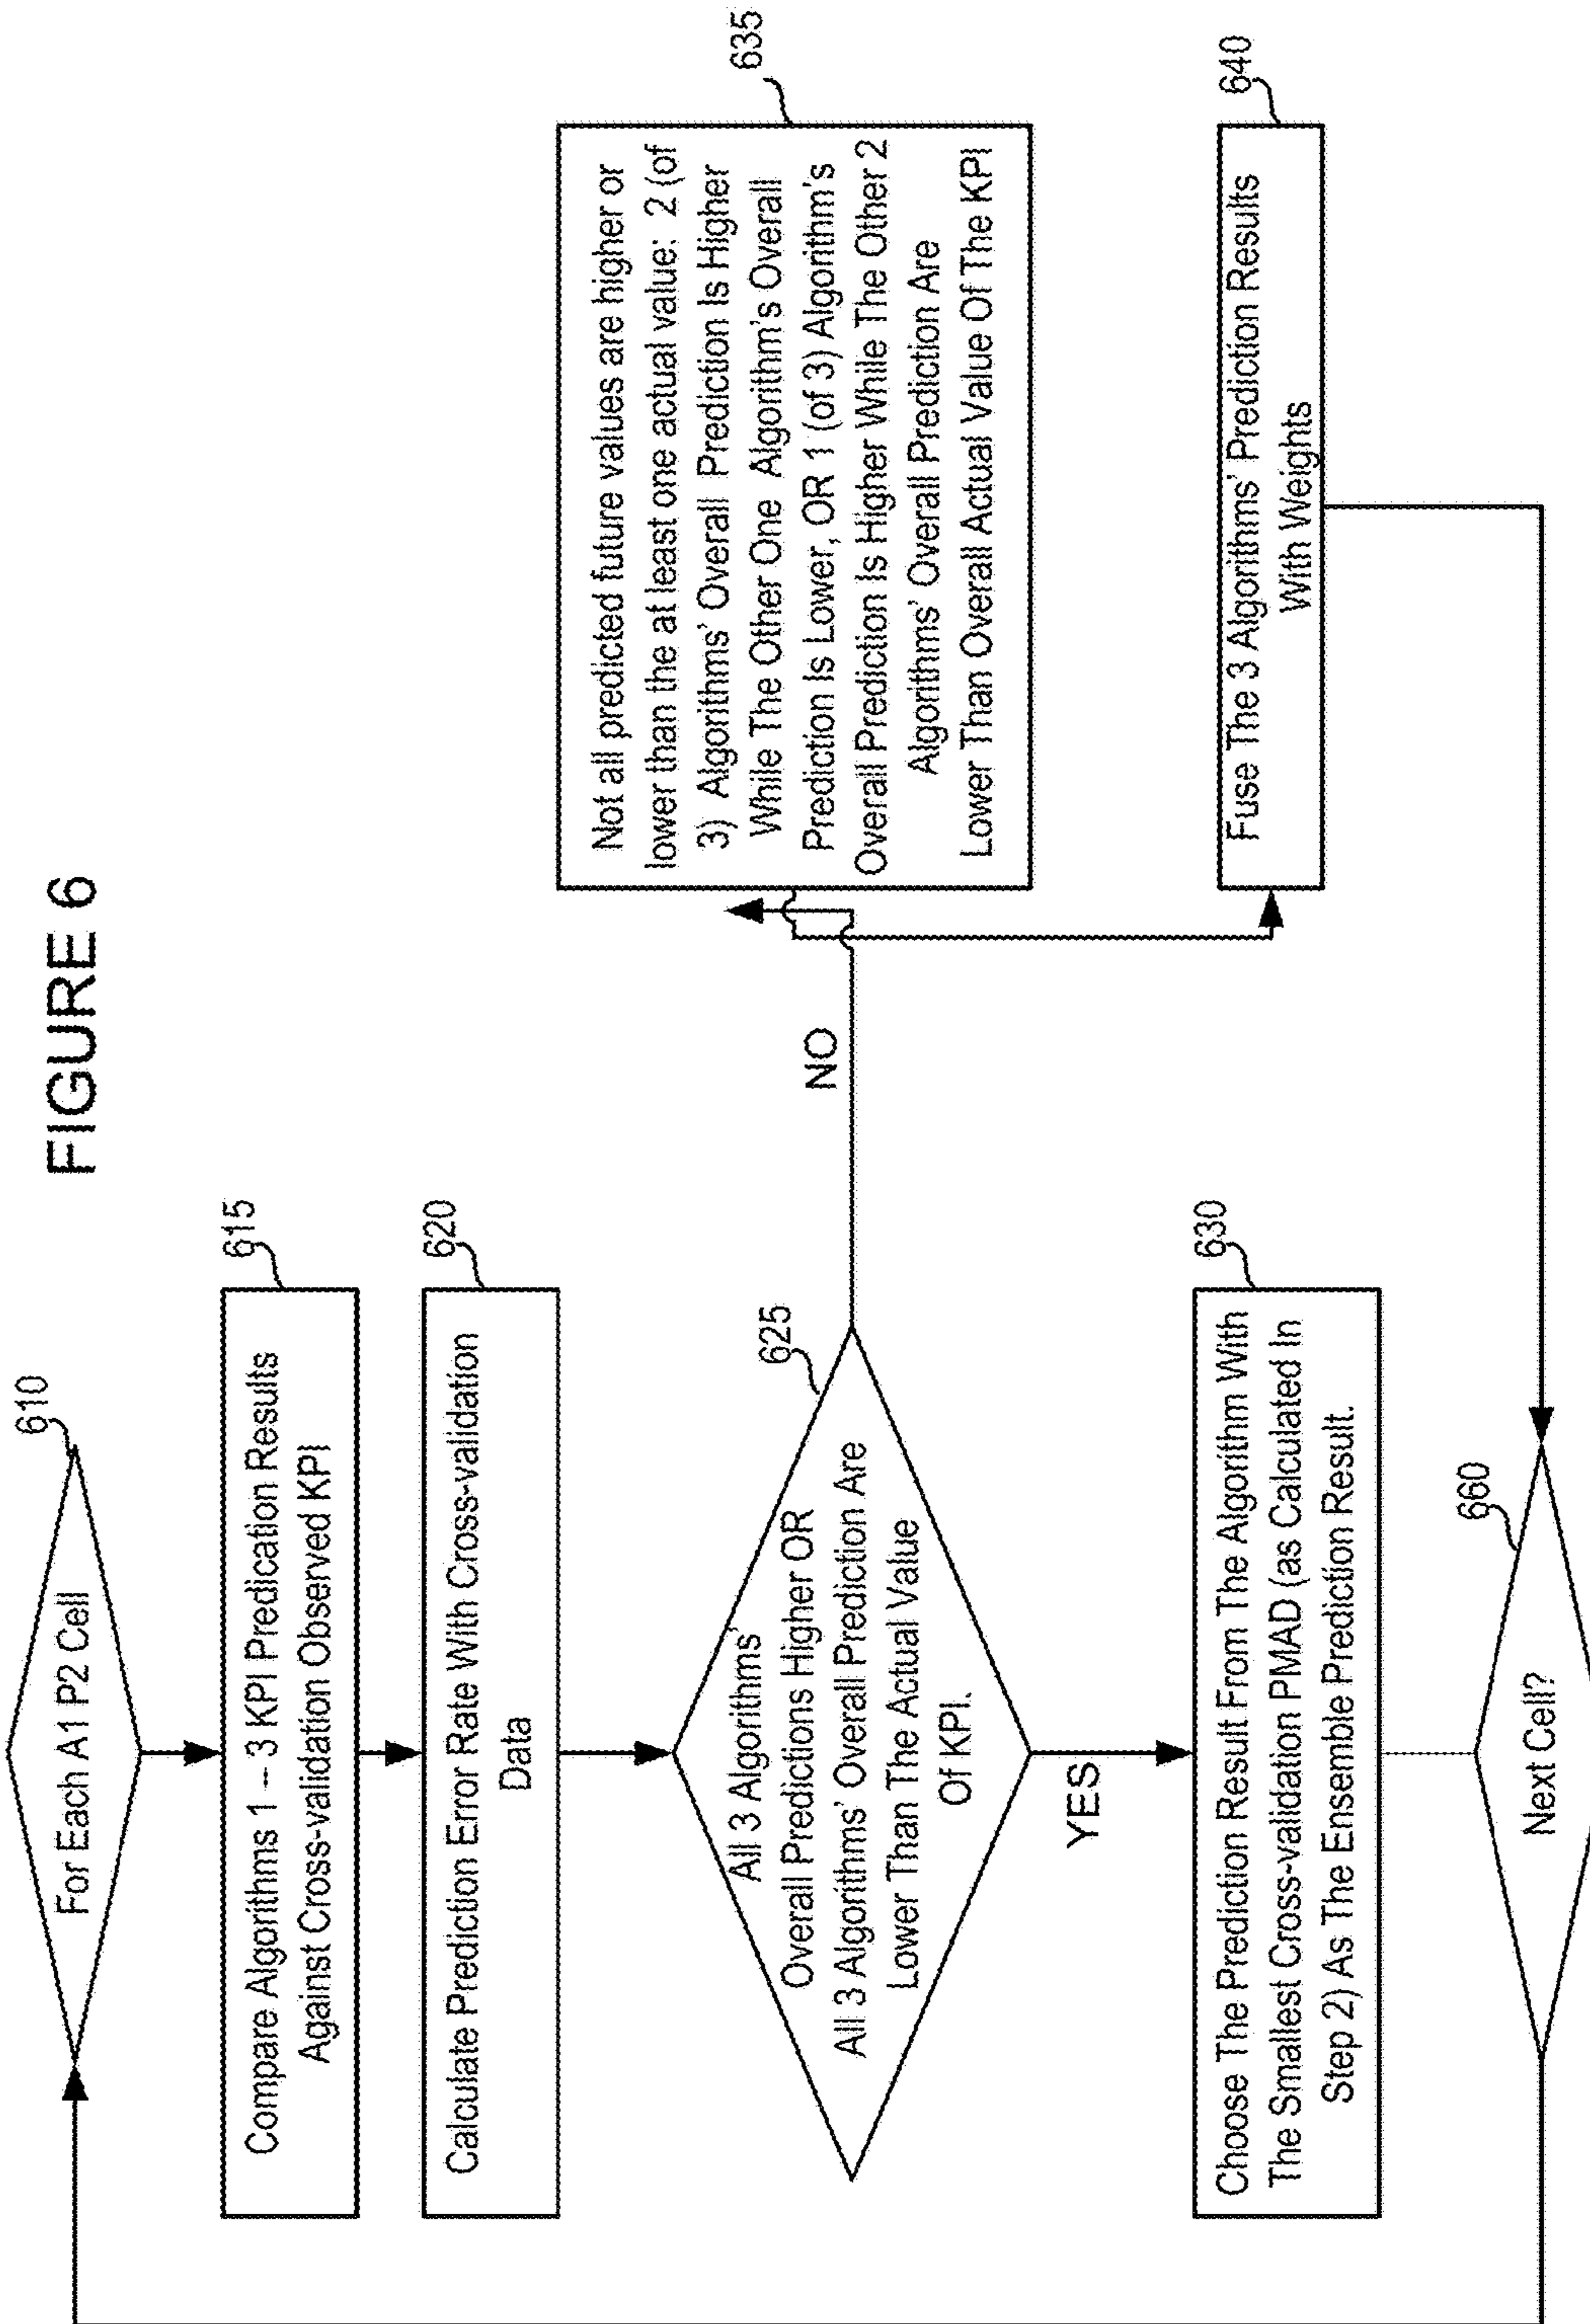 FIGURE 6
610
For Each A1 P2 Cell
615
Compare Algorithms 1 – 3 KPI Predication Results
Against Cross-validation Observed KPI
620
Calculate Prediction Error Rate With Cross-validation
Data
625
All 3 Algorithms'
Overall Predictions Higher OR
All 3 Algorithms' Overall Prediction Are
Lower Than The Actual Value
Of KPI.
NO
YES
635
Not all predicted future values are higher or
lower than the at least one actual value: 2 (of
3) Algorithms' Overall Prediction Is Higher
While The Other One Algorithm's Overall
Prediction Is Lower, OR 1 (of 3) Algorithm's
Overall Prediction Is Higher While The Other 2
Algorithms' Overall Prediction Are
Lower Than Overall Actual Value Of The KPI
630
Choose The Prediction Result From The Algorithm With
The Smallest Cross-validation PMAD (as Calculated In
Step 2) As The Ensemble Prediction Result.
640
Fuse The 3 Algorithms' Prediction Results
With Weights
660
Next Cell?